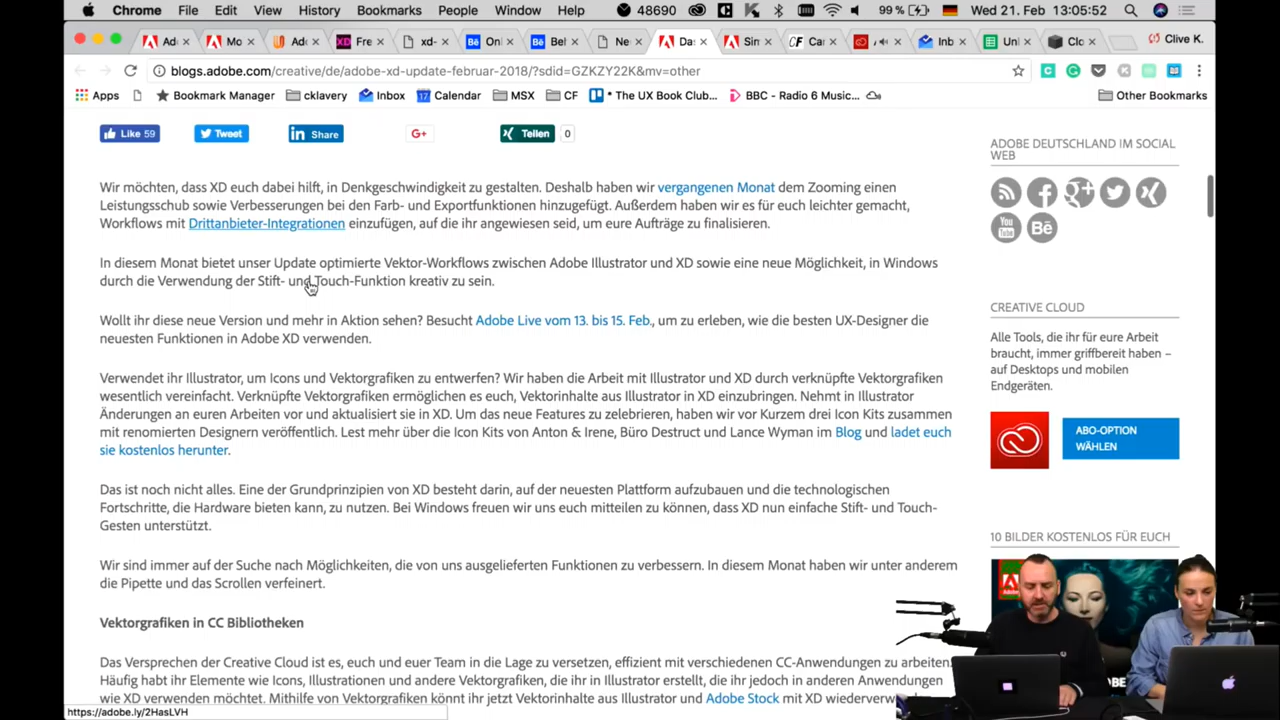 Chrome File Edit View History Bookmarks People Window Help 48690 99 % Wed 21. Feb 13:05:52
Ad Mo Ad Fre xd- Onl Bel Ne Da Sin Ca Inb Uni Clo Clive K.
blogs.adobe.com/creative/de/adobe-xd-update-februar-2018/?sdid=GZKZY22K&mv=other
Apps Bookmark Manager cklavery Inbox Calendar MSX CF * The UX Book Club... BBC - Radio 6 Music... Other Bookmarks
Like 59 Tweet Share G+ Teilen 0
Wir möchten, dass XD euch dabei hilft, in Denkgeschwindigkeit zu gestalten. Deshalb haben wir vergangenen Monat dem Zooming einen
Leistungsschub sowie Verbesserungen bei den Farb- und Exportfunktionen hinzugefügt. Außerdem haben wir es für euch leichter gemacht,
Workflows mit Drittanbieter-Integrationen einzufügen, auf die ihr angewiesen seid, um eure Aufträge zu finalisieren.
In diesem Monat bietet unser Update optimierte Vektor-Workflows zwischen Adobe Illustrator und XD sowie eine neue Möglichkeit, in Windows
durch die Verwendung der Stift- und Touch-Funktion kreativ zu sein.
Wollt ihr diese neue Version und mehr in Aktion sehen? Besucht Adobe Live vom 13. bis 15. Feb., um zu erleben, wie die besten UX-Designer die
neuesten Funktionen in Adobe XD verwenden.
Verwendet ihr Illustrator, um Icons und Vektorgrafiken zu entwerfen? Wir haben die Arbeit mit Illustrator und XD durch verknüpfte Vektorgrafiken
wesentlich vereinfacht. Verknüpfte Vektorgrafiken ermöglichen es euch, Vektorinhalte aus Illustrator in XD einzubringen. Nehmt in Illustrator
Änderungen an euren Arbeiten vor und aktualisiert sie in XD. Um das neue Features zu zelebrieren, haben wir vor Kurzem drei Icon Kits zusammen
mit renomierten Designern veröffentlich. Lest mehr über die Icon Kits von Anton & Irene, Büro Destruct und Lance Wyman im Blog und ladet euch
sie kostenlos herunter.
Das ist noch nicht alles. Eine der Grundprinzipien von XD besteht darin, auf der neuesten Plattform aufzubauen und die technologischen
Fortschritte, die Hardware bieten kann, zu nutzen. Bei Windows freuen wir uns euch mitteilen zu können, dass XD nun einfache Stift- und Touch-
Gesten unterstützt.
Wir sind immer auf der Suche nach Möglichkeiten, die von uns ausgelieferten Funktionen zu verbessern. In diesem Monat haben wir unter anderem
die Pipette und das Scrollen verfeinert.
Vektorgrafiken in CC Bibliotheken
Das Versprechen der Creative Cloud ist es, euch und euer Team in die Lage zu versetzen, effizient mit verschiedenen CC-Anwendungen zu arbeiten.
Häufig habt ihr Elemente wie Icons, Illustrationen und andere Vektorgrafiken, die ihr in Illustrator erstellt, die ihr jedoch in anderen Anwendungen
wie XD verwenden möchtet. Mithilfe von Vektorgrafiken könnt ihr jetzt Vektorinhalte aus Illustrator und Adobe Stock mit XD
https://adobe.ly/2HasLVH
ADOBE DEUTSCHLAND IM SOCIAL
WEB
CREATIVE CLOUD
Alle Tools, die ihr für eure Arbeit
braucht, immer griffbereit haben –
auf Desktops und mobilen
Endgeräten.
ABO-OPTION
WÄHLEN
10 BILDER KOSTENLOS FÜR EUCH